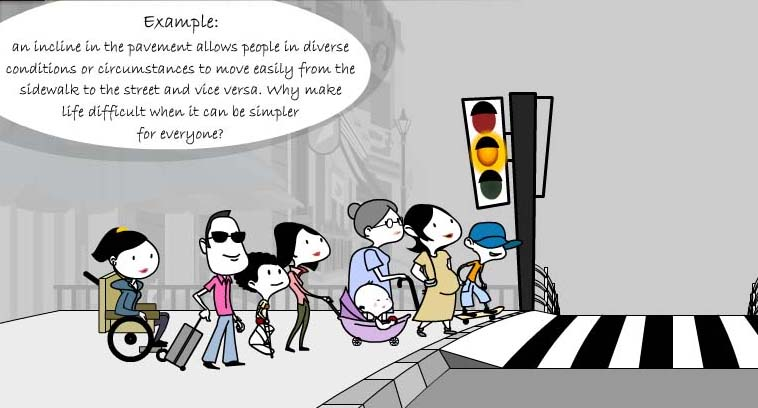 Example:
an incline in the pavement allows people in diverse
conditions or circumstances to move easily from the
sidewalk to the street and vice versa. Why make
life difficult when it can be simpler
for everyone?